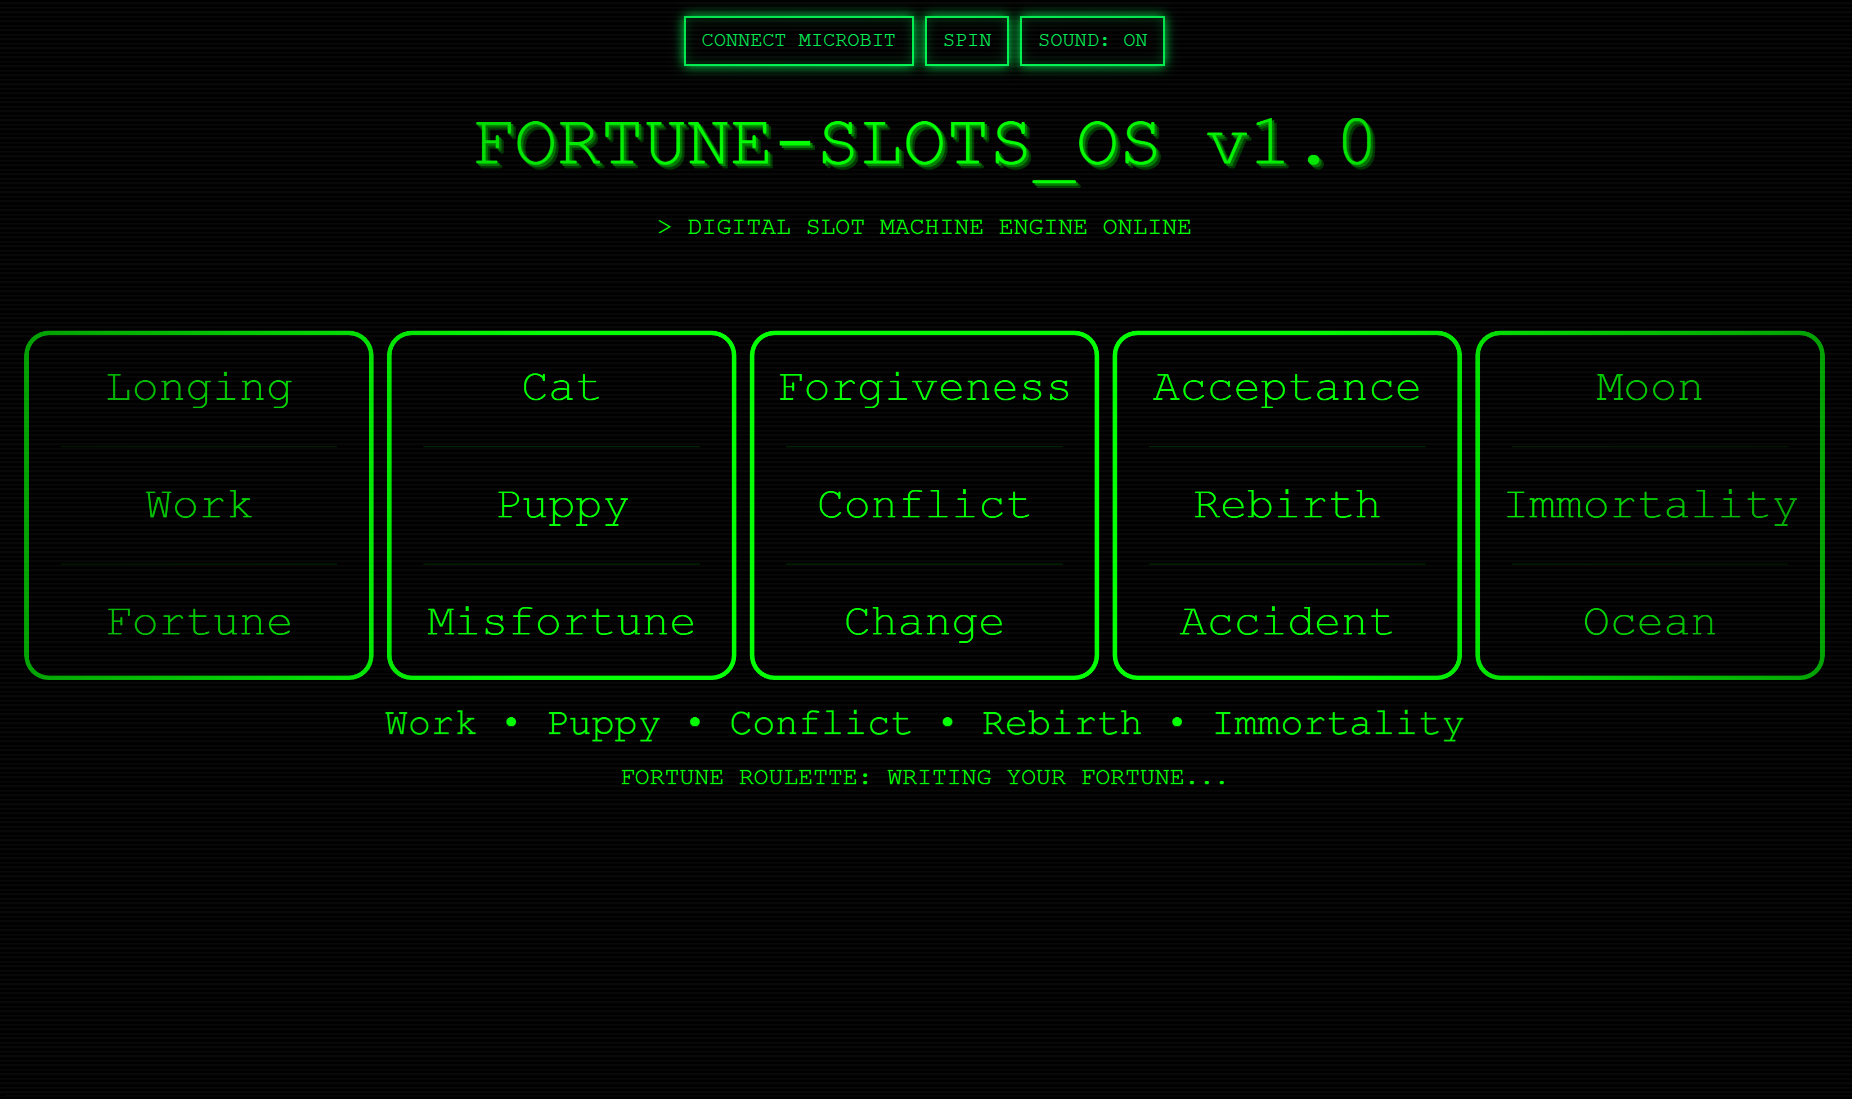 CONNECT MICROBIT SPIN SOUND: ON
FORTUNE-SLOTS_OS v1.0
> DIGITAL SLOT MACHINE ENGINE ONLINE
Longing Cat Forgiveness Acceptance Moon
Work Puppy Conflict Rebirth Immortality
Fortune Misfortune Change Accident Ocean
Work • Puppy • Conflict • Rebirth • Immortality
FORTUNE ROULETTE: WRITING YOUR FORTUNE...